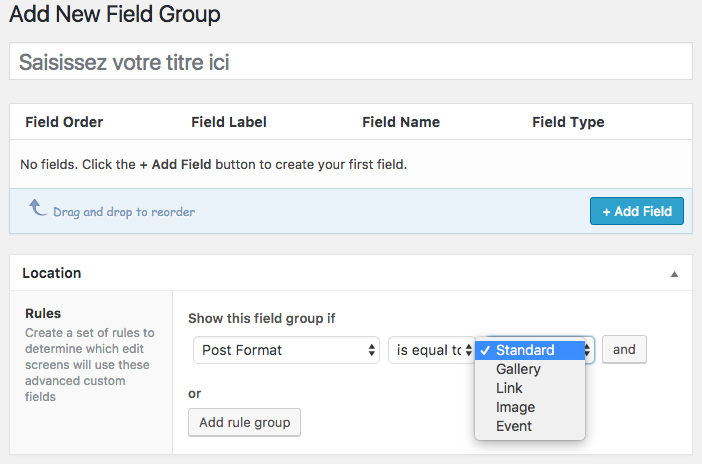 Add New Field Group
Saisissez votre titre ici
Field Order Field Label Field Name Field Type
No fields. Click the + Add Field button to create your first field.
Drag and drop to reorder
+ Add Field
Location
Rules
Create a set of rules to
determine which edit
screens will use these
advanced custom
fields
Show this field group if
Post Format is equal to Standard and
Gallery
Link
Image
Event
or
Add rule group